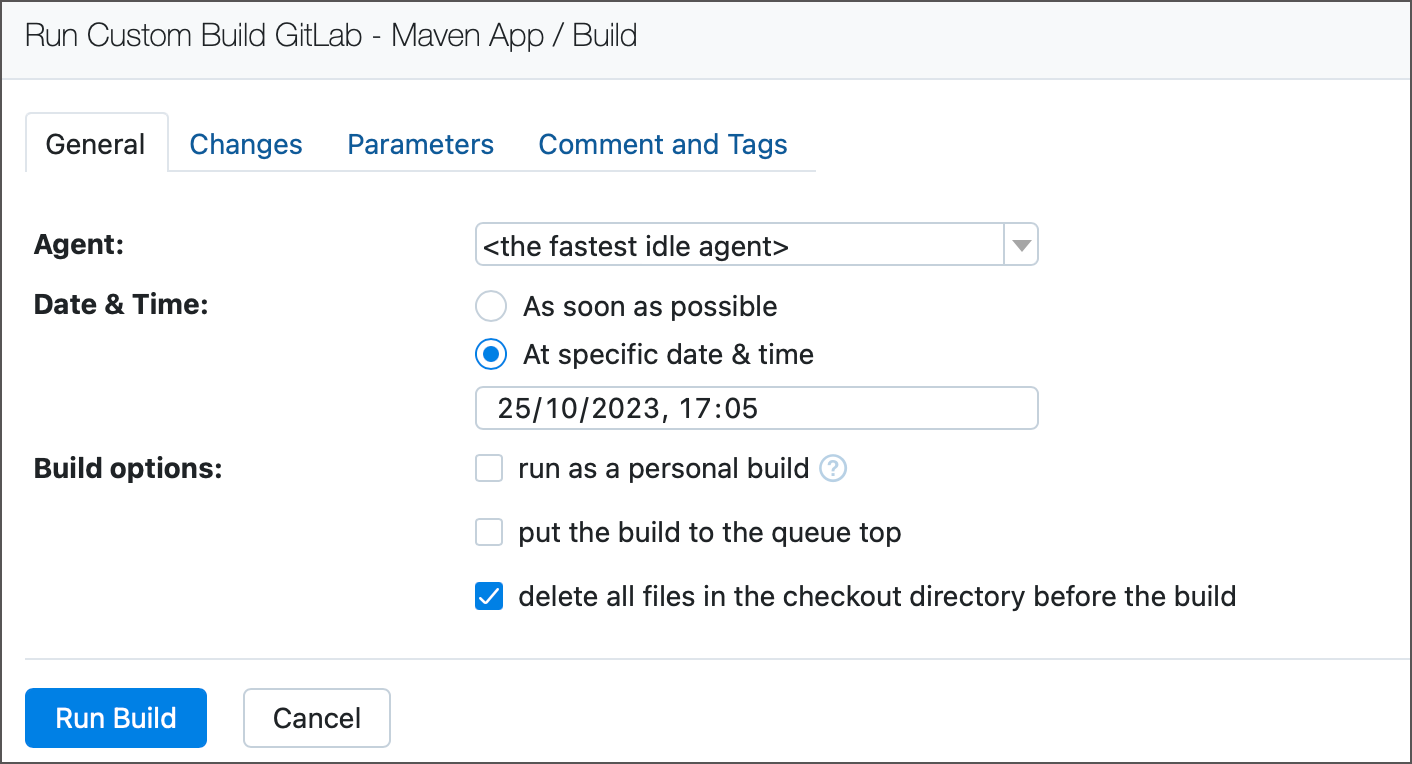 Run Custom Build GitLab - Maven App / Build
General Changes Parameters Comment and Tags
Agent: <the fastest idle agent>
Date & Time: As soon as possible
At specific date & time
25/10/2023, 17:05
Build options: run as a personal build ?
put the build to the queue top
delete all files in the checkout directory before the build
Run Build Cancel